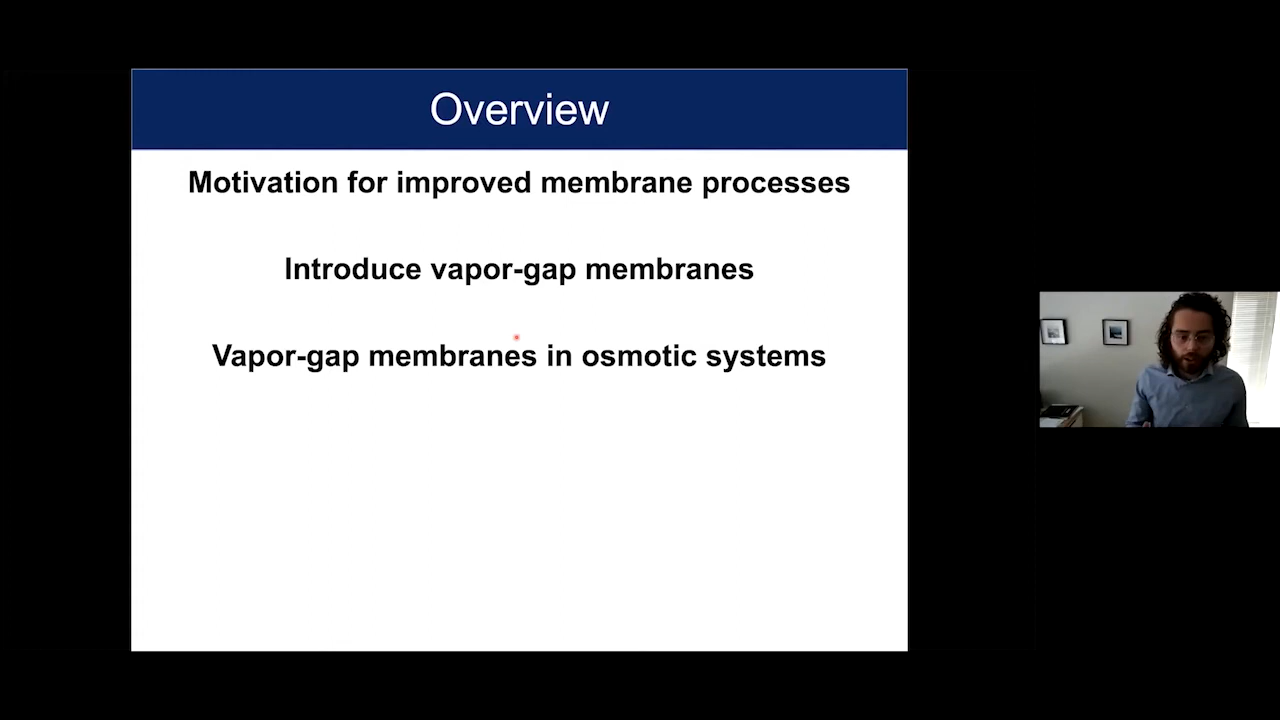 Overview
Motivation for improved membrane processes
Introduce vapor-gap membranes
Vapor-gap membranes in osmotic systems